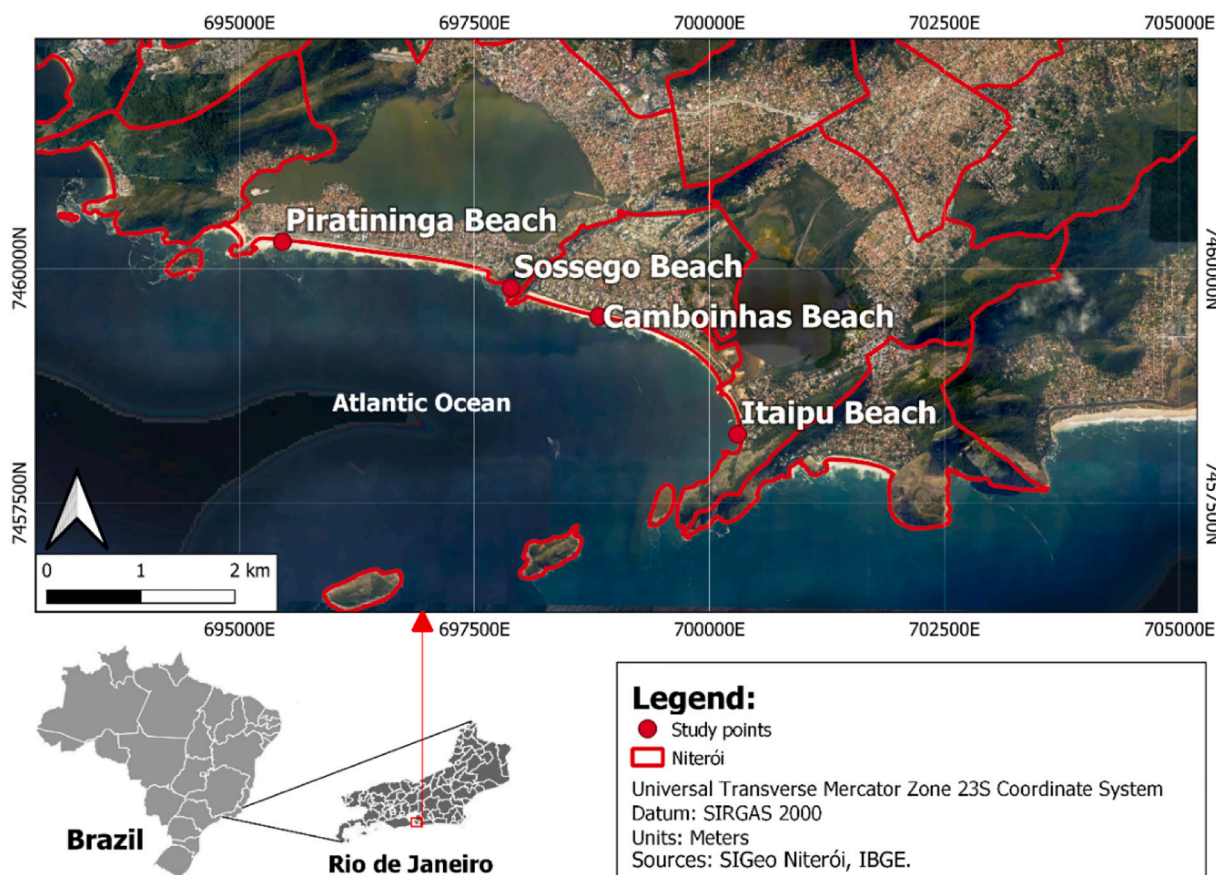 695000E 697500E 700000E 702500E 705000E
Piratininga Beach
7460000N
7460000N
Sossego Beach
Camboinhas Beach
Atlantic Ocean
Itaipu Beach
7457500N
7457500N
0 1 2 km
695000E 697500E 700000E 702500E 705000E
Legend:
Study points
Niterói
Universal Transverse Mercator Zone 23S Coordinate System
Datum: SIRGAS 2000
Units: Meters
Sources: SIGeo Niterói, IBGE.
Brazil
Rio de Janeiro